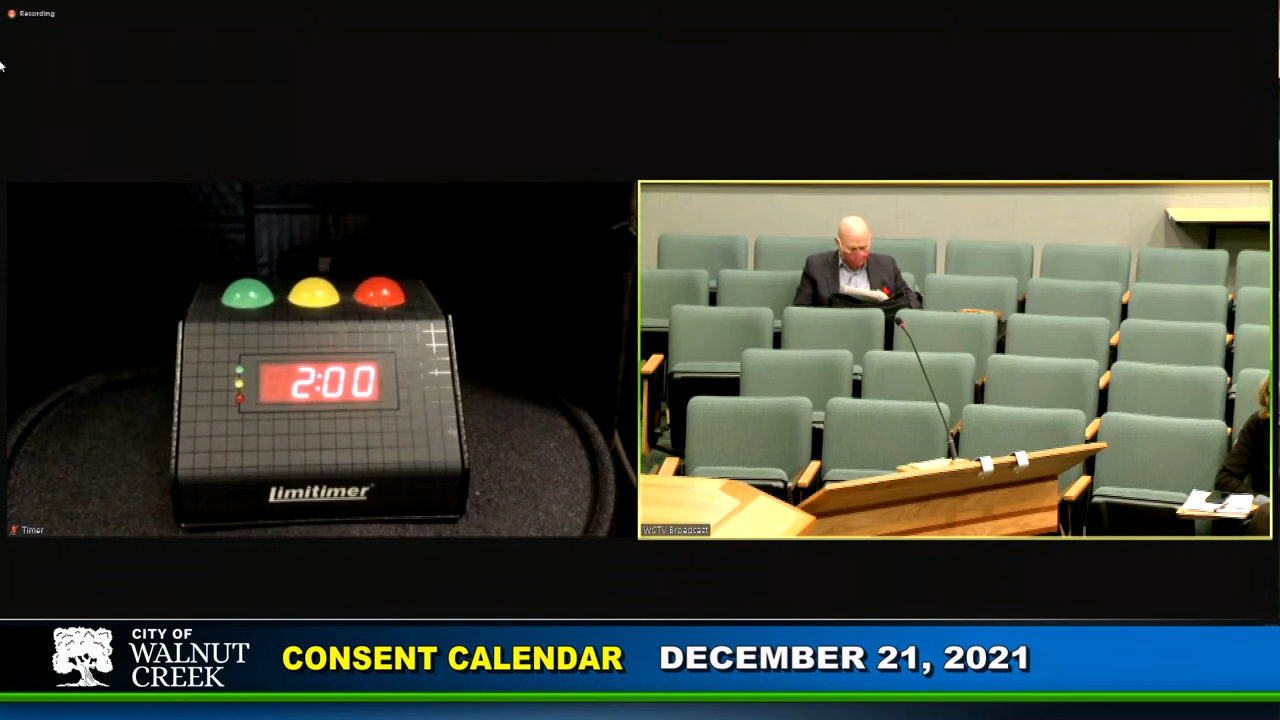 Recording
2:00
Limitimer
Timer
WCTV Broadcast
CITY OF
WALNUT
CREEK
CONSENT CALENDAR DECEMBER 21, 2021